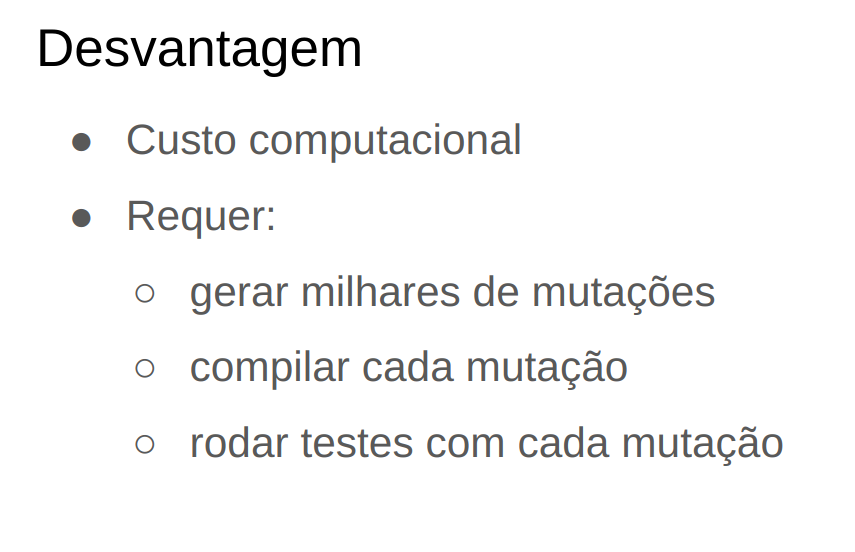 Desvantagem
● Custo computacional
● Requer:
○ gerar milhares de mutações
○ compilar cada mutação
○ rodar testes com cada mutação